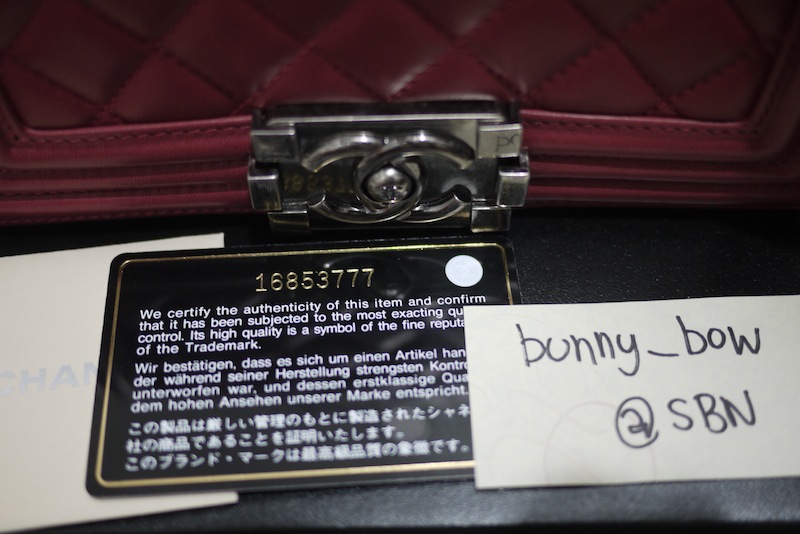 16853777
We certify the authenticity of this item and confirm
that it has been subjected to the most exacting
control. Its high quality is a symbol of the fine
of the Trademark.
Wir bestätigen, dass es sich um einen Artikel
der während seiner Herstellung strengsten
unterworfen war, und dessen erstklassige
dem hohen Ansehen unserer Marke entspricht.
この製品は厳しい管理のもとに製造されたシャネ
社の商品であることを証明いたします。
このブランド・マークは最高級品質の象徴です。
CHAN
bunny_bow
@SBN